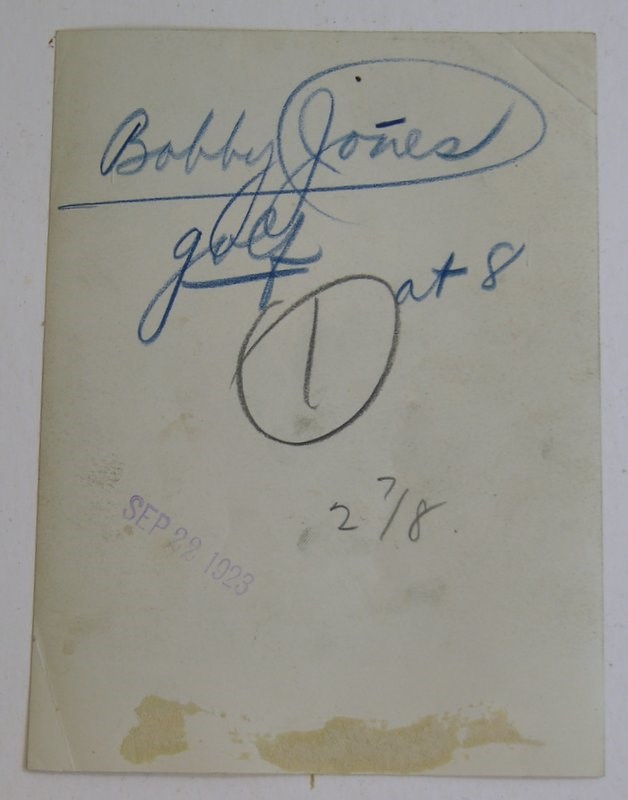 Bobby Jones
golf
at 8
1
2 7/8.
SEP 22 1923